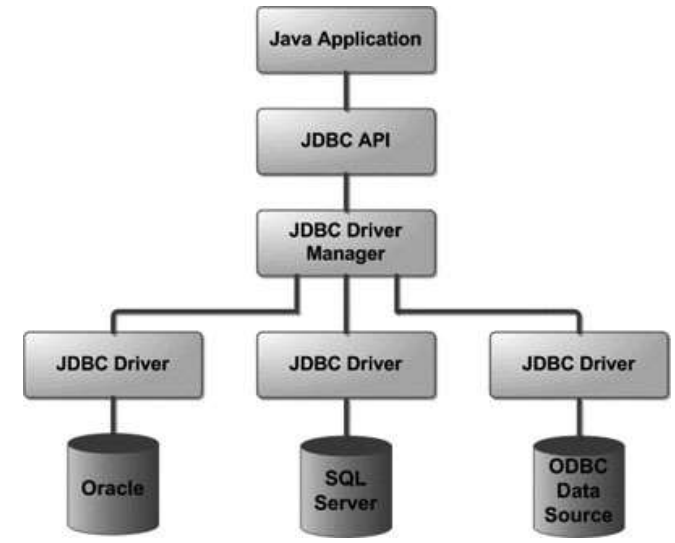 Java Application
JDBC API
JDBC Driver
Manager
JDBC Driver
JDBC Driver
JDBC Driver
Oracle
SQL
Server
ODBC
Data
Source